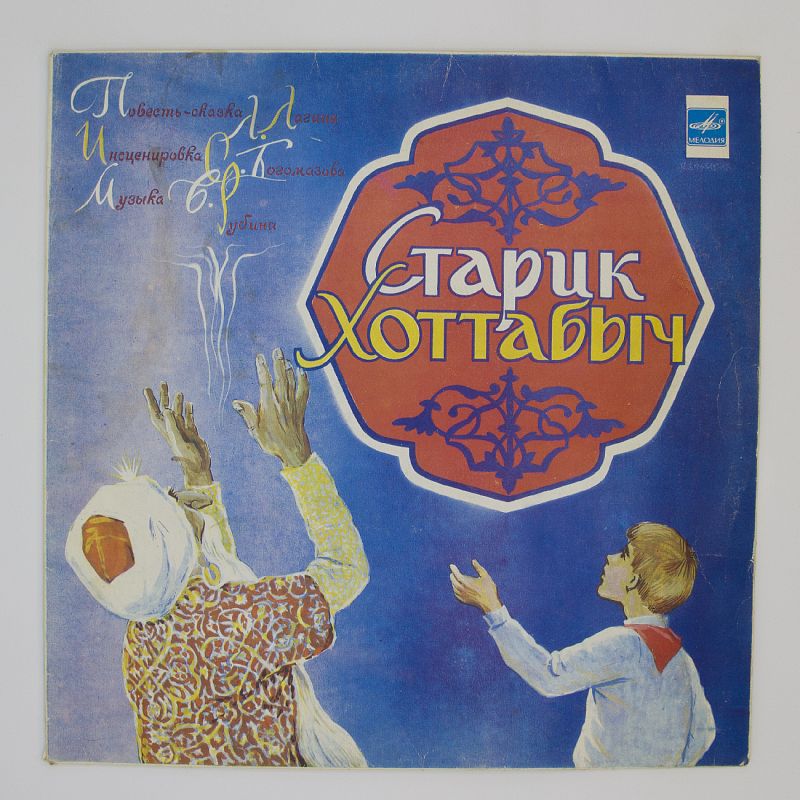 Повесть-сказка Л. Лагина
Инсценировка Р. Богомазова
Музыка Б. Рубина
Старик
Хоттабыч
МЕЛОДИЯ